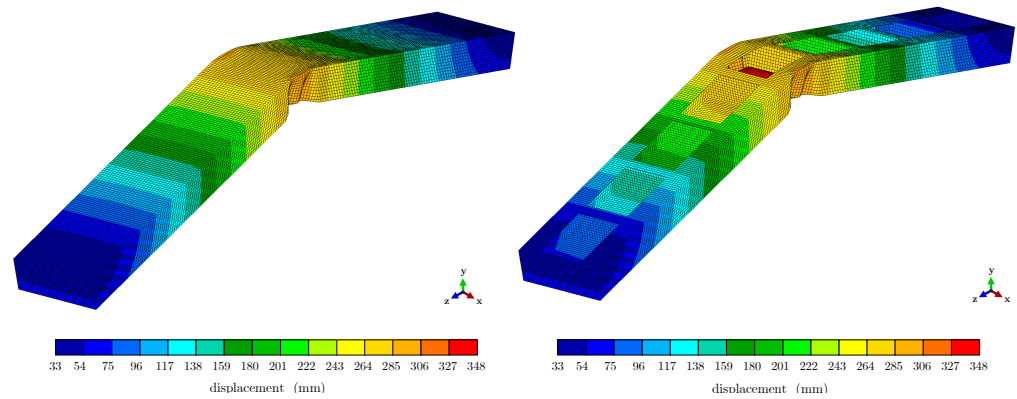 y
z x
33 54 75 96 117 138 159 180 201 222 243 264 285 306 327 348
displacement (mm)
y
z x
33 54 75 96 117 138 159 180 201 222 243 264 285 306 327 348
displacement (mm)